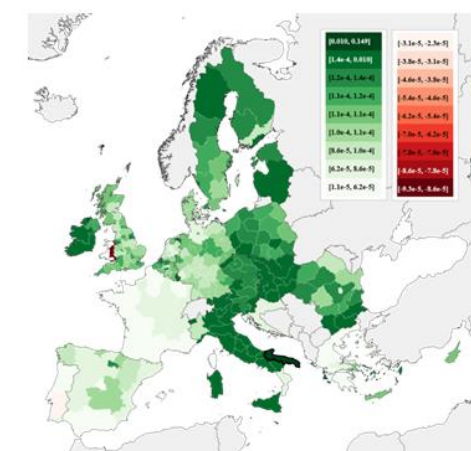 [0.010, 0.149]
[1.4e-4, 0.010]
[1.2e-4, 1.4e-4]
[1.1e-4, 1.2e-4]
[1.1e-4, 1.1e-4]
[1.0e-4, 1.1e-4]
[8.6e-5, 1.0e-4]
[6.2e-5, 8.6e-5]
[1.1e-5, 6.2e-5]
[-3.1e-5, -2.3e-5]
[-3.8e-5, -3.1e-5]
[-4.6e-5, -3.8e-5]
[-5.4e-5, -4.6e-5]
[-6.2e-5, -5.4e-5]
[-7.0e-5, -6.2e-5]
[-7.8e-5, -7.0e-5]
[-8.6e-5, -7.8e-5]
[-9.3e-5, -8.6e-5]